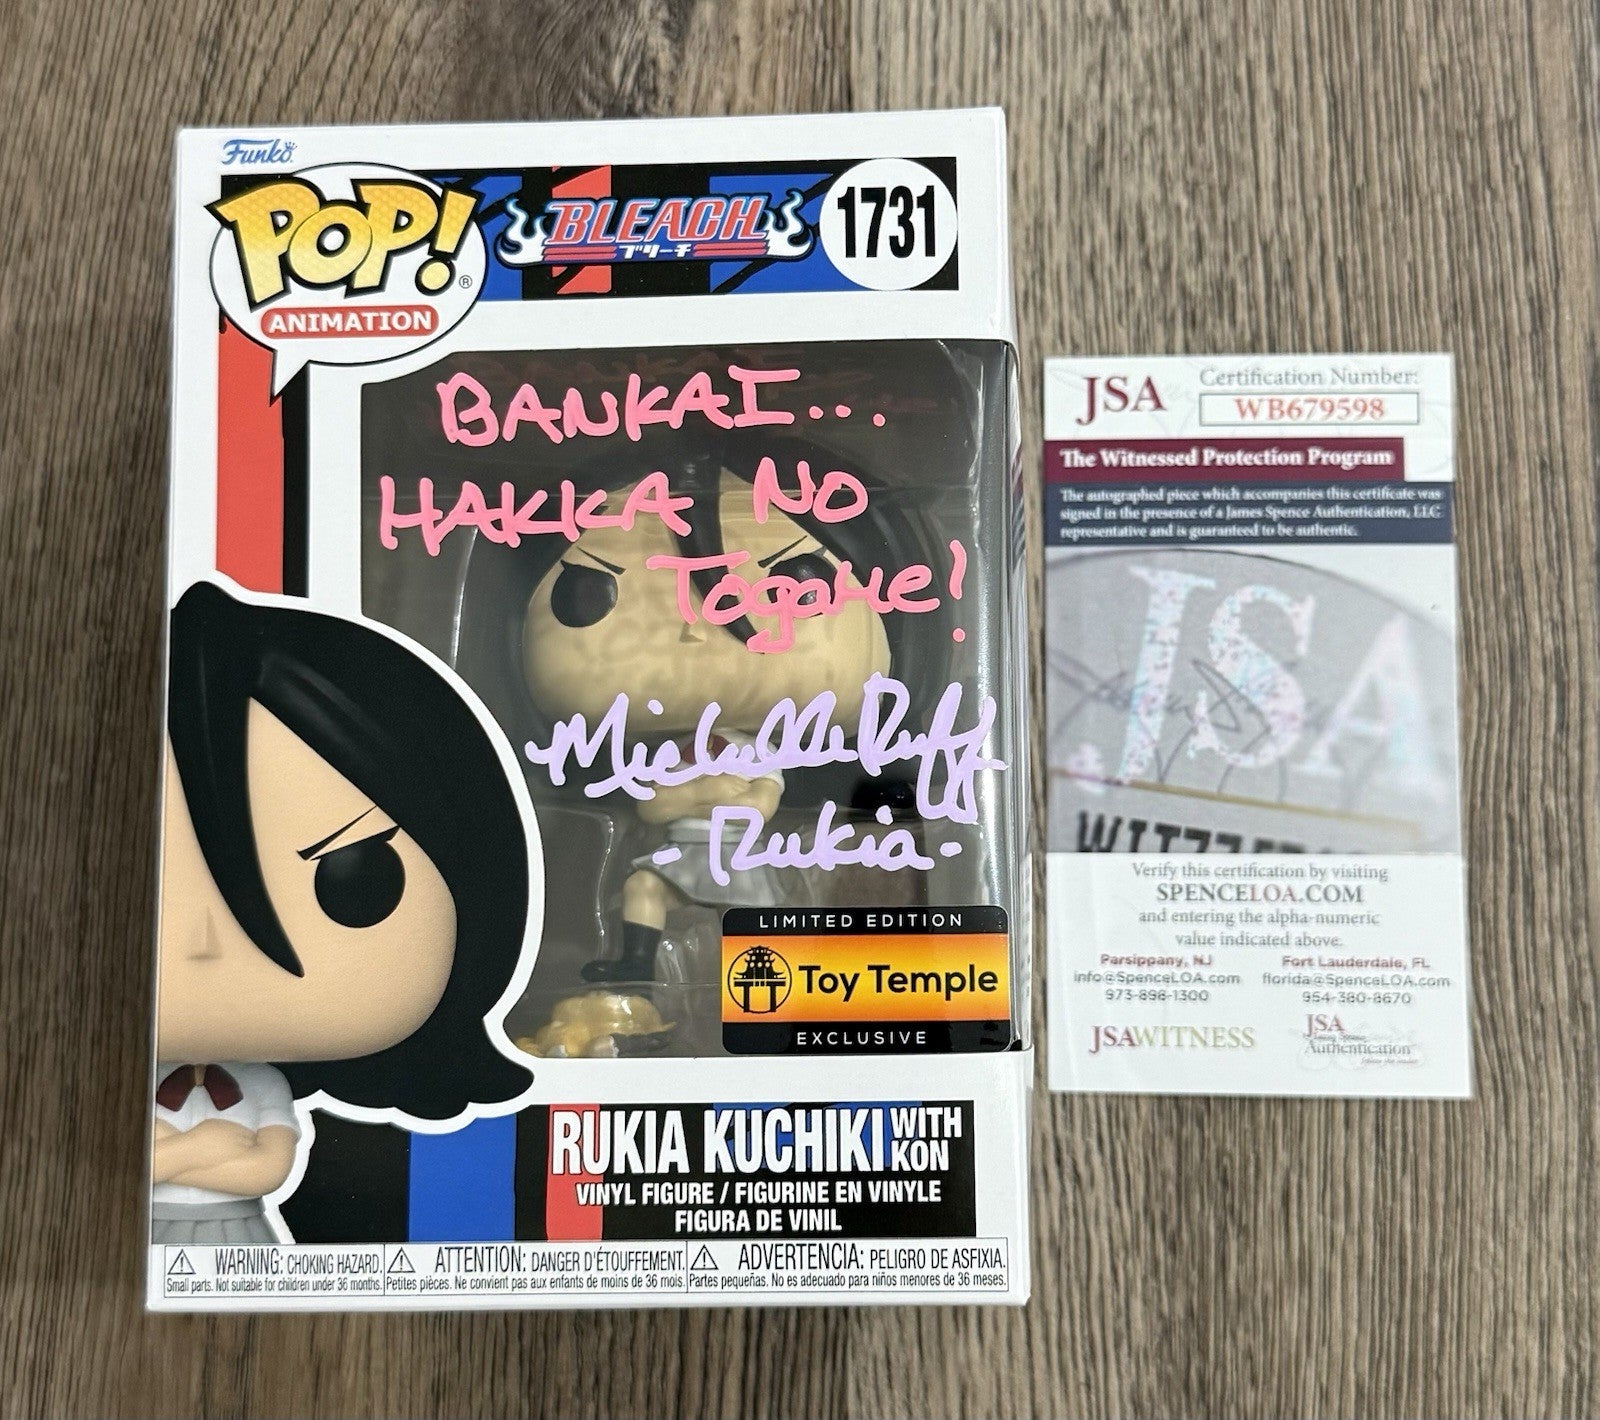 Funko
POP!
ANIMATION
BLEACH
ブリーチ
1731
BANKAI...
HAKKA NO
TOGAME!
Michelle Ruff
- Rukia -
LIMITED EDITION
Toy Temple
EXCLUSIVE
RUKIA KUCHIKI WITH KON
VINYL FIGURE / FIGURINE EN VINYLE
FIGURA DE VINIL
WARNING: CHOKING HAZARD.
Small parts. Not suitable for children under 36 months.
ATTENTION: DANGER D'ÉTOUFFEMENT.
Petites pièces. Ne convient pas aux enfants de moins de 36 mois.
ADVERTENCIA: PELIGRO DE ASFIXIA.
Partes pequeñas. No es adecuado para niños menores de 36 meses.
JSA
Certification Number:
WB679598
The Witnessed Protection Program
The autographed piece which accompanies this certificate was
signed in the presence of a James Spence Authentication, LLC
representative and is guaranteed to be authentic.
JSA
Verify this certification by visiting
SPENCELOA.COM
and entering the alpha-numeric
value indicated above.
Parsippany, NJ
info@SpenceLOA.com
973-898-1300
Fort Lauderdale, FL
florida@SpenceLOA.com
954-380-8670
JSAWITNESS
JSA
Authentication